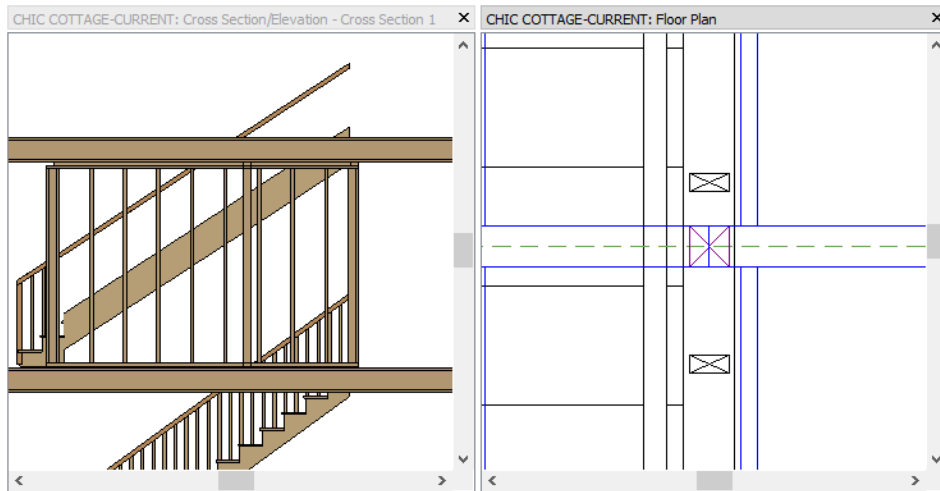 CHIC COTTAGE-CURRENT: Cross Section/Elevation - Cross Section 1
CHIC COTTAGE-CURRENT: Floor Plan